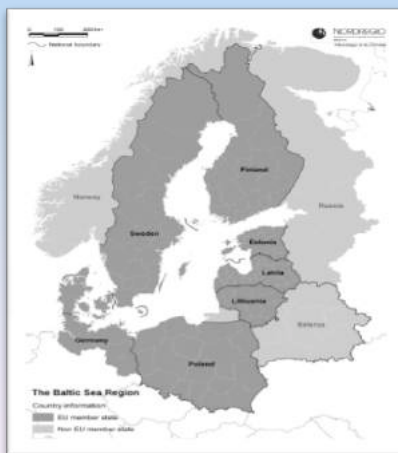 NORDREGIO
National boundary
Finland
Norway
Russia
Sweden
Estonia
Latvia
Lithuania
Belarus
Germany
Poland
The Baltic Sea Region
Country information
EU member state
Non EU member state